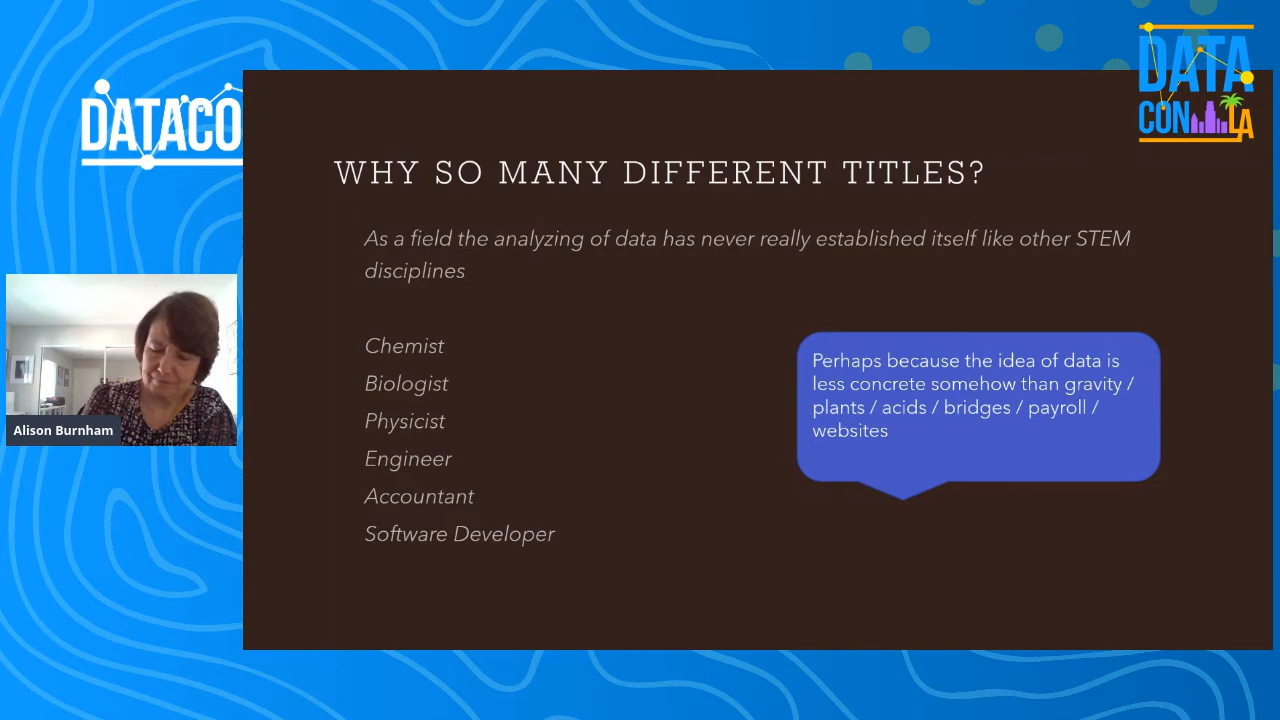 DATACO
DATA
CON LA
WHY SO MANY DIFFERENT TITLES?
As a field the analyzing of data has never really established itself like other STEM
disciplines
Chemist
Biologist
Physicist
Engineer
Accountant
Software Developer
Perhaps because the idea of data is
less concrete somehow than gravity /
plants / acids / bridges / payroll /
websites
Alison Burnham